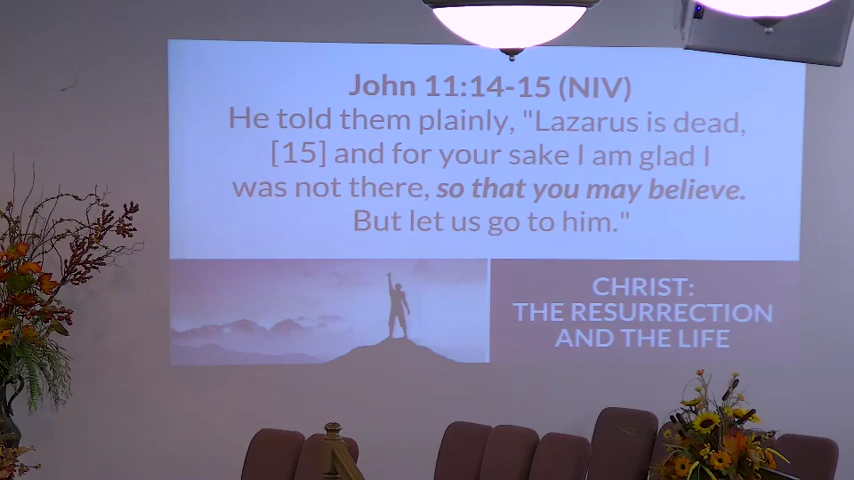 John 11:14-15 (NIV)
He told them plainly, "Lazarus is dead,
[15] and for your sake I am glad I
was not there, so that you may believe.
But let us go to him."
CHRIST:
THE RESURRECTION
AND THE LIFE